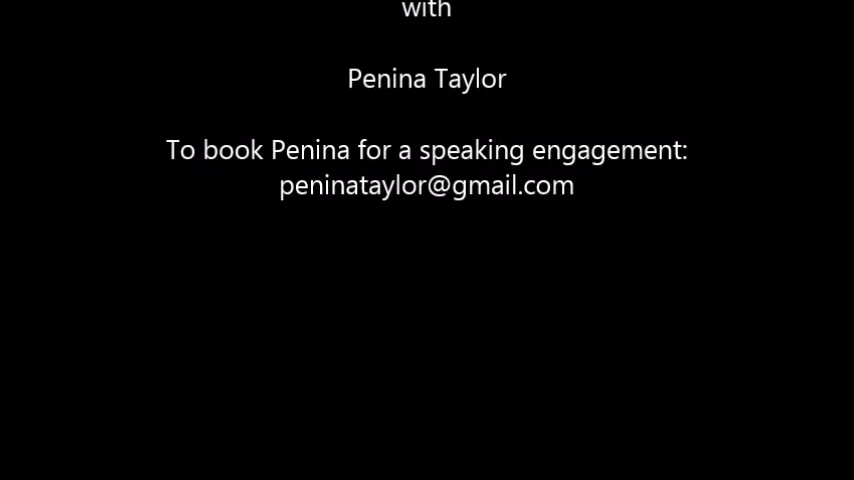 with
Penina Taylor
To book Penina for a speaking engagement:
peninataylor@gmail.com